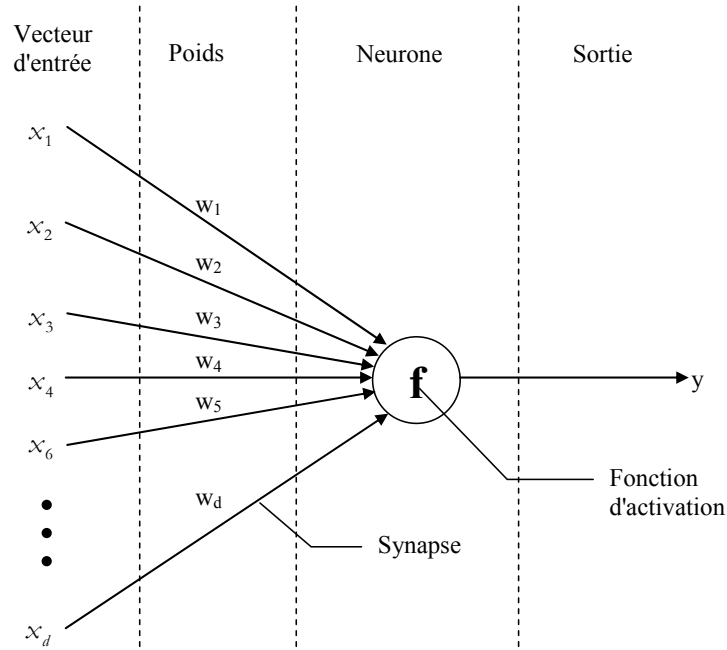 Vecteur
d'entrée
Poids
Neurone
Sortie
x1
w1
x2
w2
x3
w3
x4
w4
f
y
x6
w5
Fonction
d'activation
wd
Synapse
xd